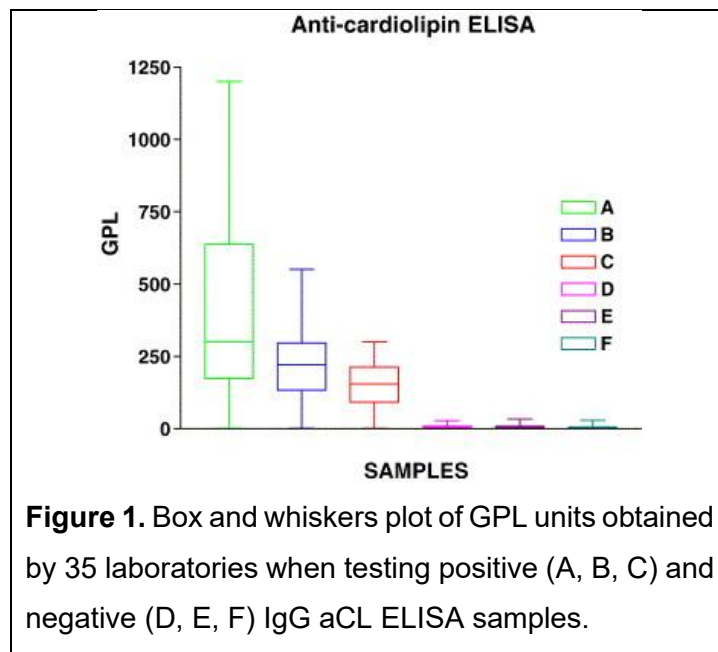 Anti-cardiolipin ELISA
1250
1000
750
500
250
0
GPL
A
B
C
D
E
F
SAMPLES
Figure 1. Box and whiskers plot of GPL units obtained
by 35 laboratories when testing positive (A, B, C) and
negative (D, E, F) IgG aCL ELISA samples.